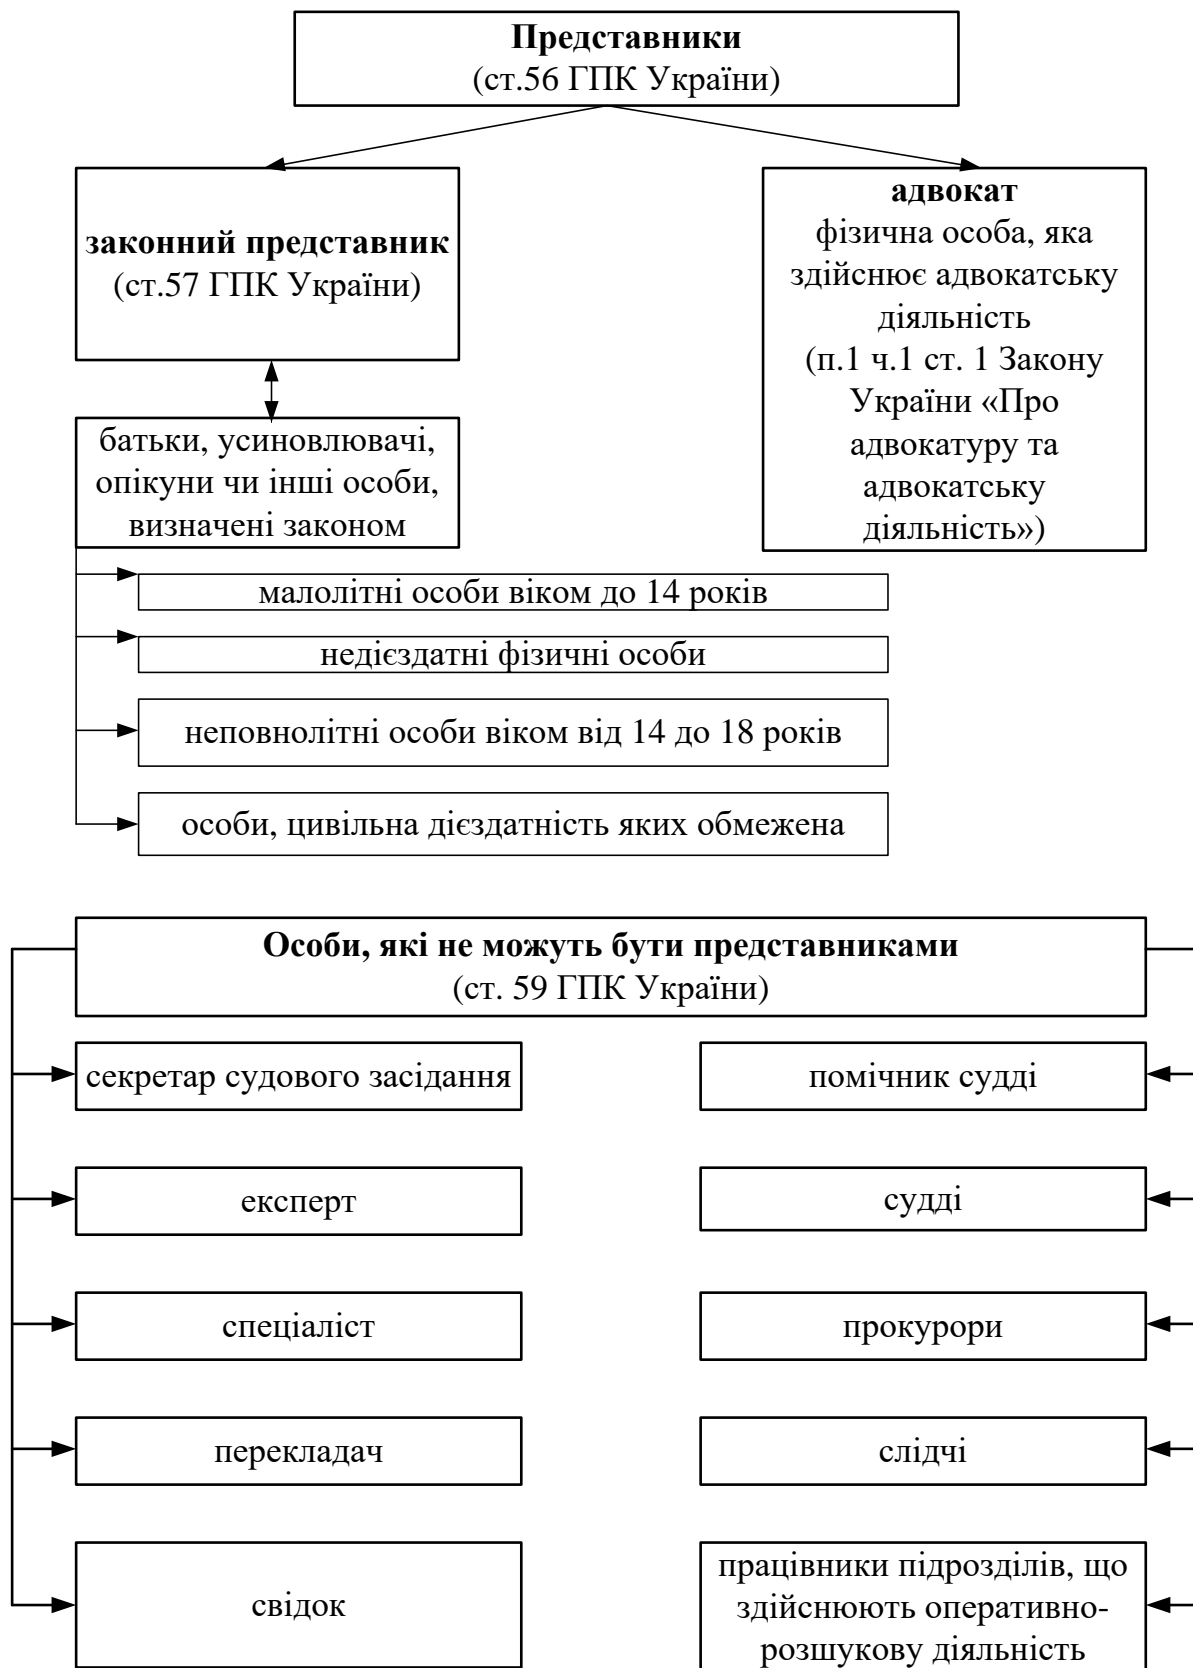 Представники
(ст.56 ГПК України)
законний представник
(ст.57 ГПК України)
адвокат
фізична особа, яка
здійснює адвокатську
діяльність
(п.1 ч.1 ст. 1 Закону
України «Про
адвокатуру та
адвокатську
діяльність»)
батьки, усиновлювачі,
опікуни чи інші особи,
визначені законом
малолітні особи віком до 14 років
недієздатні фізичні особи
неповнолітні особи віком від 14 до 18 років
особи, цивільна дієздатність яких обмежена
Особи, які не можуть бути представниками
(ст. 59 ГПК України)
секретар судового засідання
помічник судді
експерт
судді
спеціаліст
прокурори
перекладач
слідчі
свідок
працівники підрозділів, що
здійснюють оперативно-
розшукову діяльність